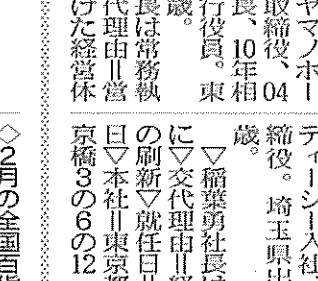 ヤマノホー
取締役、04
長、10年相
行役員。東
歳。
長は常務執
代理由＝営
けた経営体
ティーシー入社、
締役。埼玉県出
歳。
▽稲葉勇社長は
に▽交代理由＝経
の刷新▽就任日＝
日▽本社＝東京都
京橋3の6の12
◇2月の全国百貨